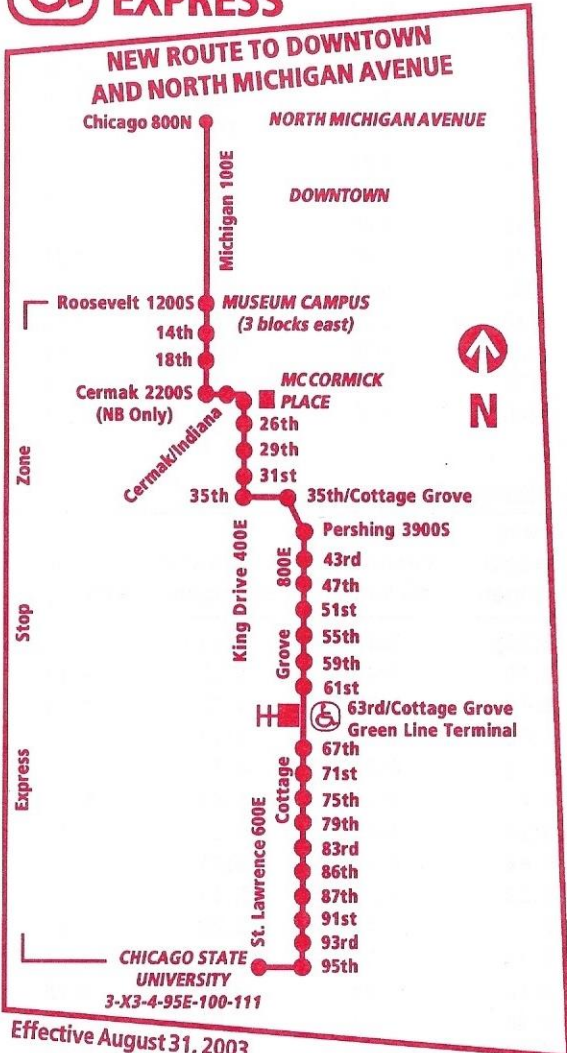 EXPRESS
NEW ROUTE TO DOWNTOWN
AND NORTH MICHIGAN AVENUE
Chicago 800N
NORTH MICHIGAN AVENUE
Michigan 100E
DOWNTOWN
Roosevelt 1200S
MUSEUM CAMPUS
(3 blocks east)
14th
18th
Cermak 2200S
(NB Only)
MCCORMICK
PLACE
N
Cermak/Indiana
26th
29th
31st
35th
35th/Cottage Grove
Pershing 3900S
King Drive 400E
43rd
47th
51st
55th
59th
61st
63rd/Cottage Grove
Green Line Terminal
67th
71st
75th
79th
83rd
86th
87th
91st
93rd
95th
Cottage Grove 800E
St. Lawrence 600E
Express Stop Zone
CHICAGO STATE
UNIVERSITY
3-X3-4-95E-100-111
Effective August 31, 2003